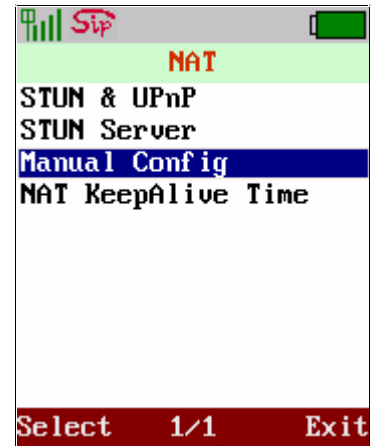 Sip
NAT
STUN & UPnP
STUN Server
Manual Config
NAT KeepAlive Time
Select 1/1 Exit